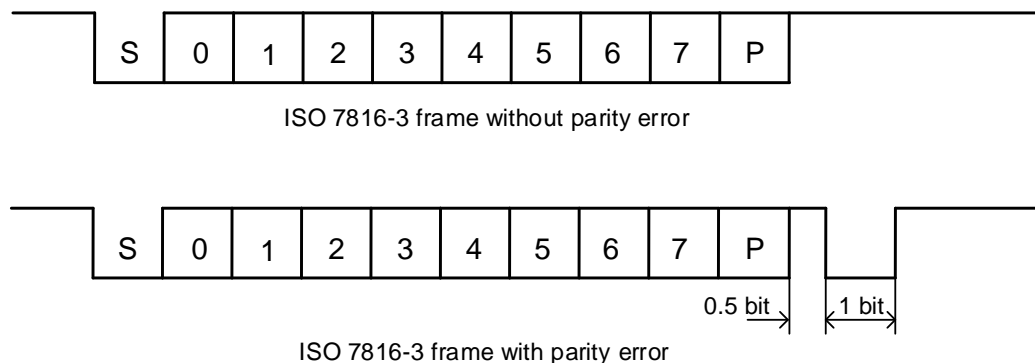 S 0 1 2 3 4 5 6 7 P
ISO 7816-3 frame without parity error
S 0 1 2 3 4 5 6 7 P
0.5 bit 1 bit
ISO 7816-3 frame with parity error